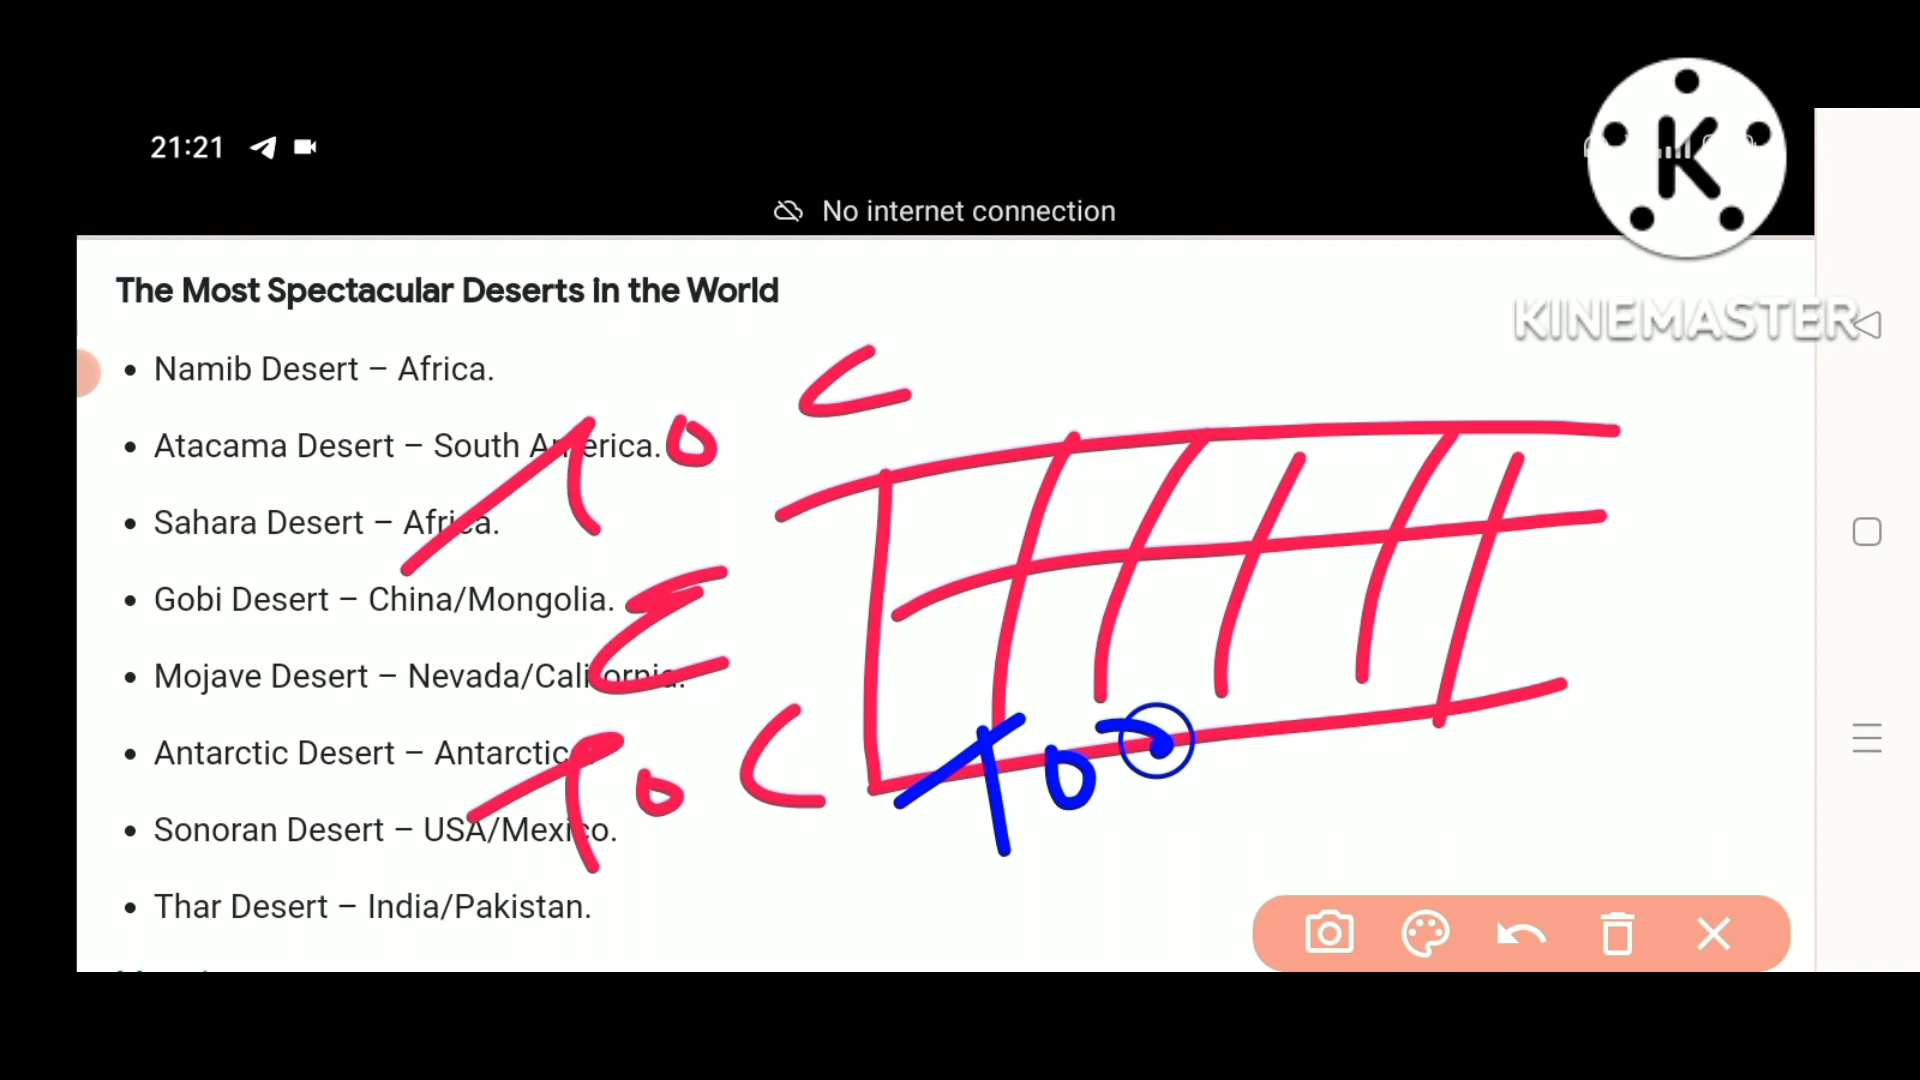 21:21
No internet connection
K
KINEMASTER
The Most Spectacular Deserts in the World
• Namib Desert – Africa.
• Atacama Desert – South America.
• Sahara Desert – Africa.
• Gobi Desert – China/Mongolia.
• Mojave Desert – Nevada/California.
• Antarctic Desert – Antarctic
• Sonoran Desert – USA/Mexico.
• Thar Desert – India/Pakistan.